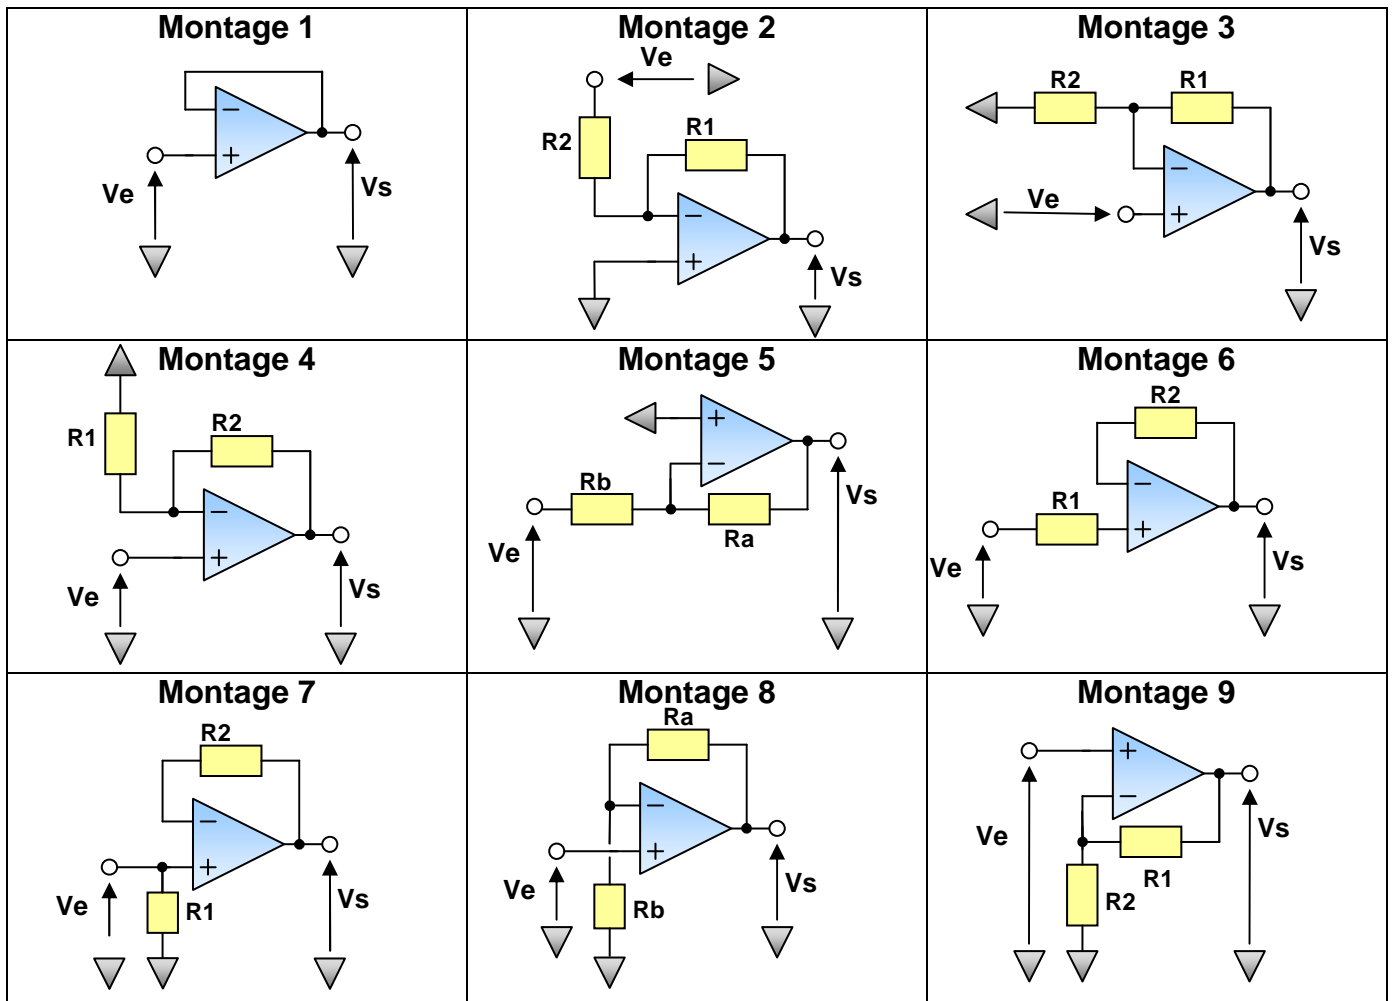 Montage 1
Ve
Vs
−
+
Montage 2
Ve
R2
R1
−
+
Vs
Montage 3
R2
R1
−
Ve
+
Vs
Montage 4
R1
R2
−
+
Ve
Vs
Montage 5
+
−
Rb
Ra
Ve
Vs
Montage 6
R2
−
R1
+
Ve
Vs
Montage 7
R2
−
+
Ve
R1
Vs
Montage 8
Ra
−
+
Ve
Rb
Vs
Montage 9
+
−
Ve
R1
R2
Vs